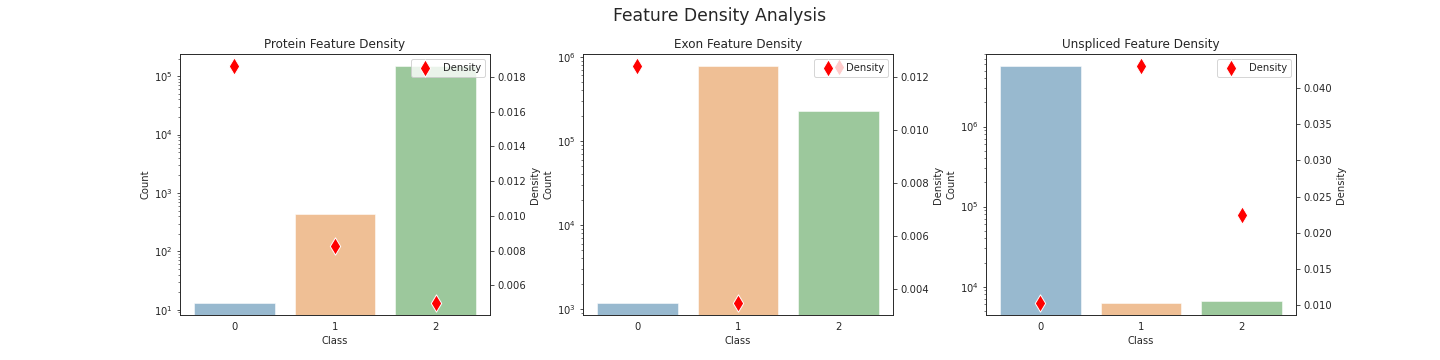 Feature Density Analysis
Protein Feature Density
Density
10^5
10^4
10^3
10^2
10^1
Count
0.018
0.016
0.014
0.012
0.010
0.008
0.006
Density
0
1
2
Class
Exon Feature Density
Density
10^6
10^5
10^4
10^3
Count
0.012
0.010
0.008
0.006
0.004
Density
0
1
2
Class
Unspliced Feature Density
Density
10^6
10^5
10^4
Count
0.040
0.035
0.030
0.025
0.020
0.015
0.010
Density
0
1
2
Class